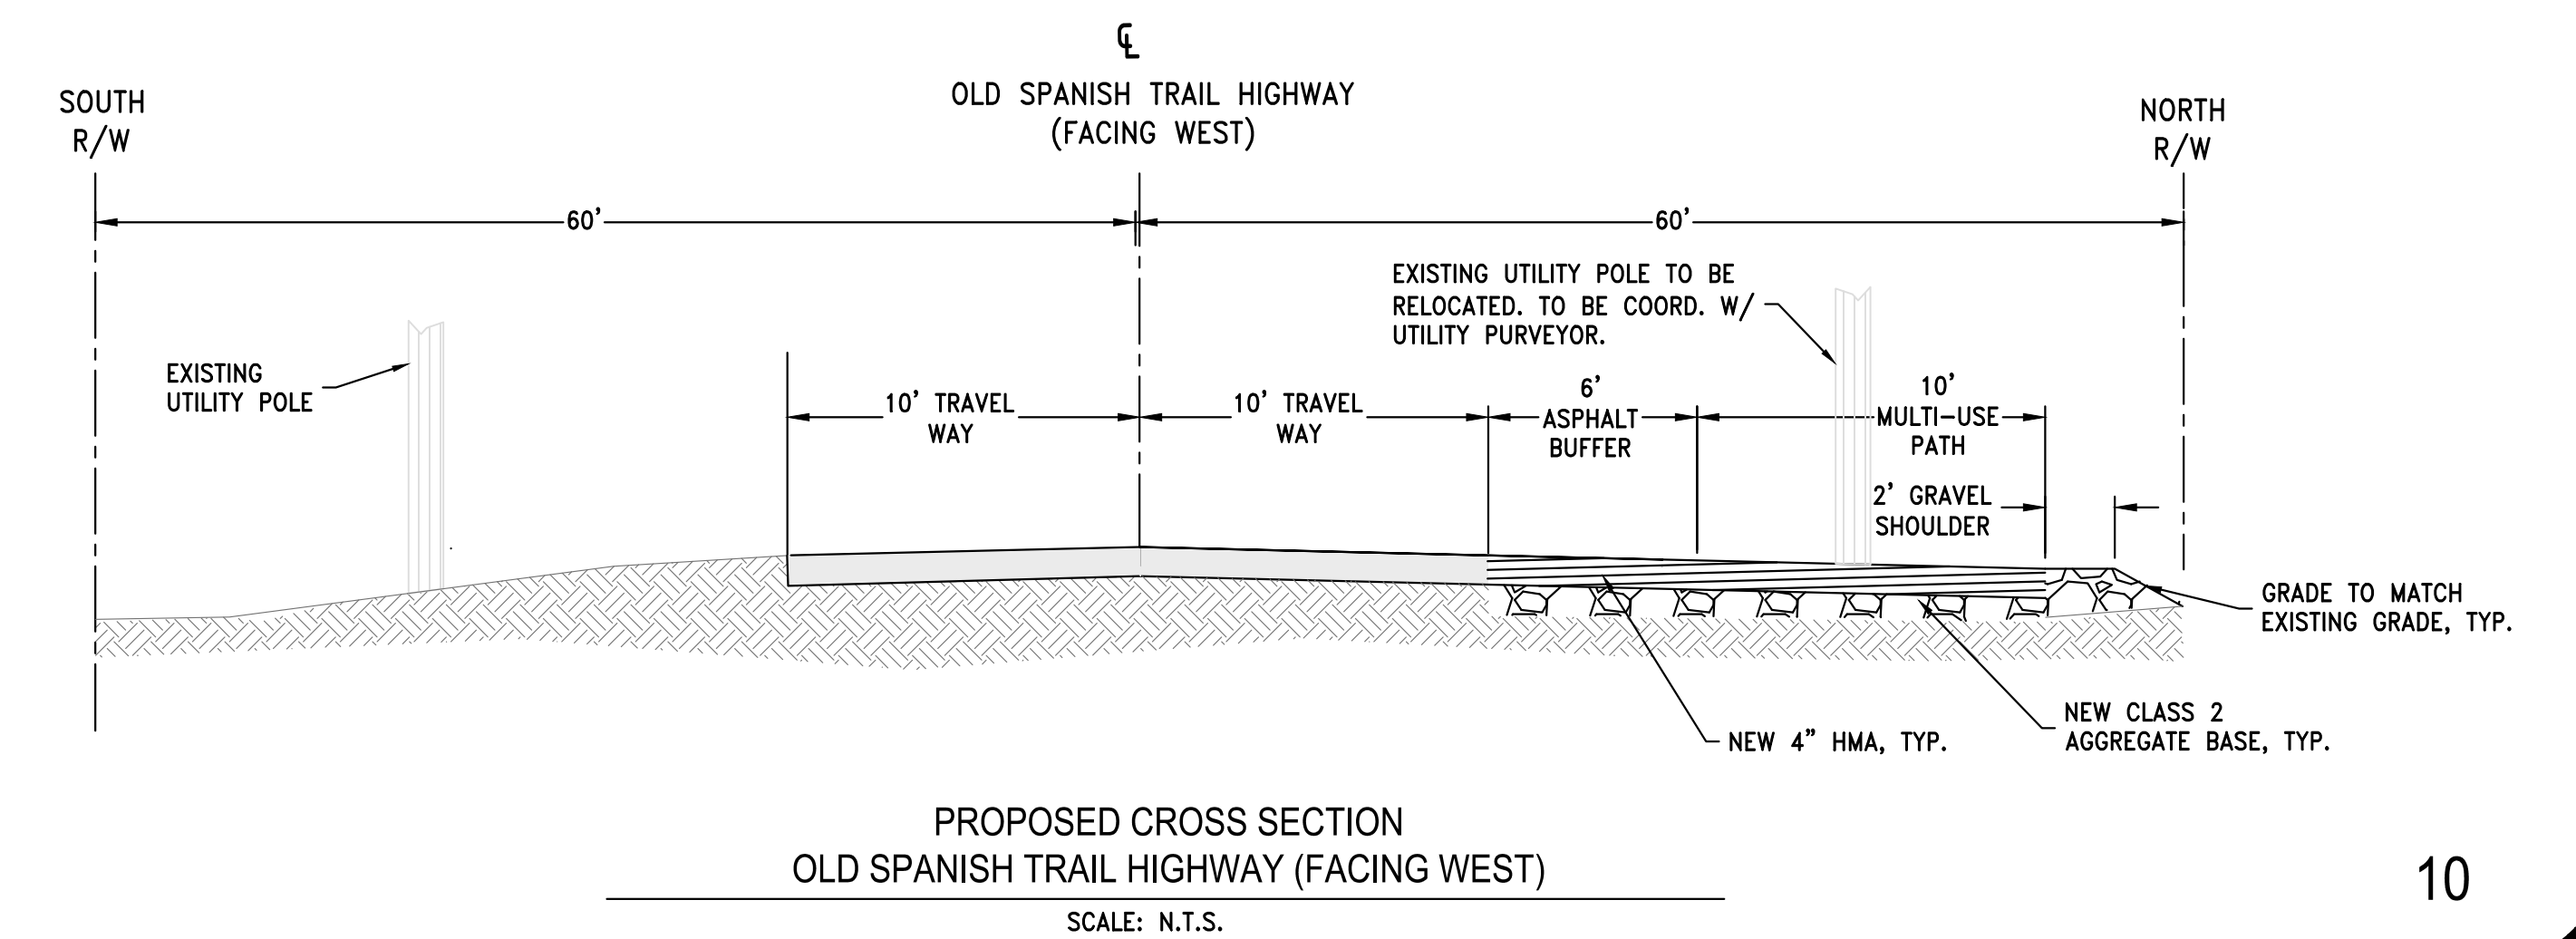 ℄
OLD SPANISH TRAIL HIGHWAY
(FACING WEST)
SOUTH
R/W
NORTH
R/W
60'
60'
EXISTING UTILITY POLE TO BE
RELOCATED. TO BE COORD. W/
UTILITY PURVEYOR.
EXISTING
UTILITY POLE
10' TRAVEL
WAY
10' TRAVEL
WAY
6'
ASPHALT
BUFFER
10'
MULTI-USE
PATH
2' GRAVEL
SHOULDER
GRADE TO MATCH
EXISTING GRADE, TYP.
NEW CLASS 2
AGGREGATE BASE, TYP.
NEW 4" HMA, TYP.
PROPOSED CROSS SECTION
OLD SPANISH TRAIL HIGHWAY (FACING WEST)
SCALE: N.T.S.
10